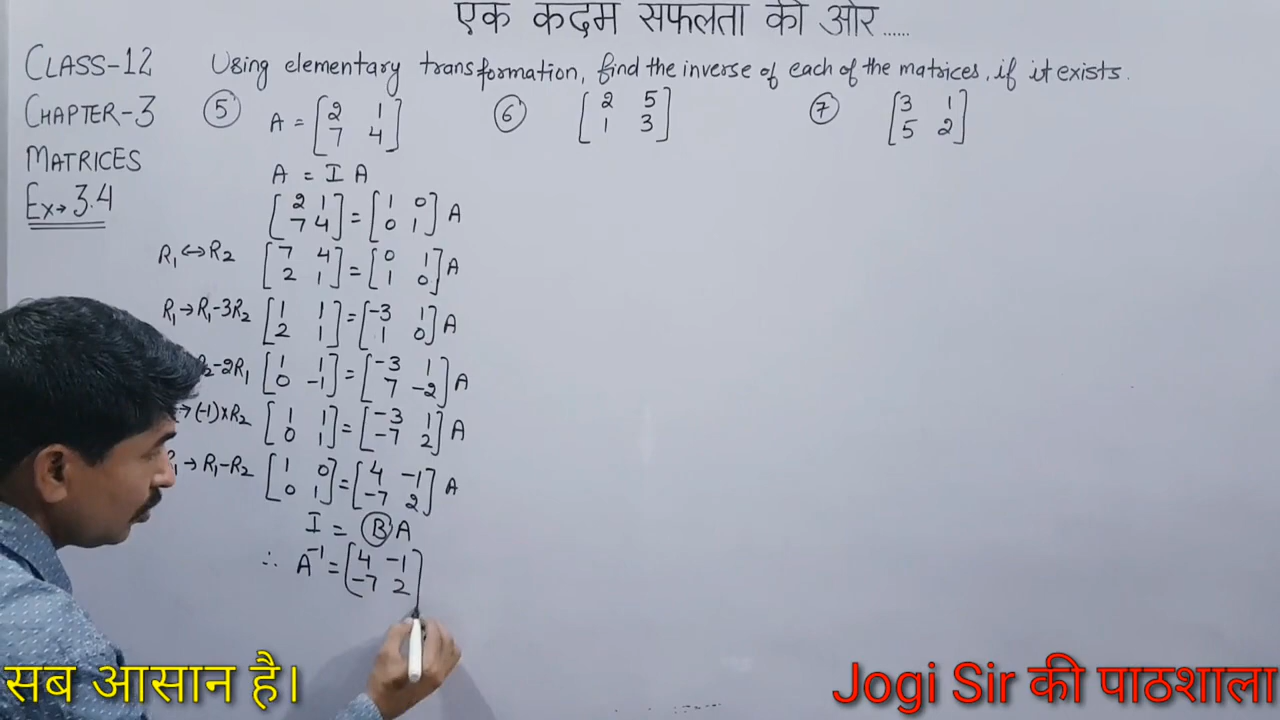 एक कदम सफलता की ओर......
CLASS-12
CHAPTER-3
MATRICES
Ex→3.4
Using elementary transformation, find the inverse of each of the matrices, if it exists.
⑤ A = [2 1
7 4]
A = I A
[2 1
7 4] = [1 0
0 1] A
R₁↔R₂ [7 4
2 1] = [0 1
1 0] A
R₁→R₁-3R₂ [1 1
2 1] = [-3 1
1 0] A
R₂-2R₁ [1 1
0 -1] = [-3 1
7 -2] A
→(-1)×R₂ [1 1
0 1] = [-3 1
-7 2] A
→R₁-R₂ [1 0
0 1] = [4 -1
-7 2] A
I = Ⓑ A
∴ A⁻¹ = [4 -1
-7 2]
⑥ [2 5
1 3]
⑦ [3 1
5 2]
सब आसान है।
Jogi Sir की पाठशाला